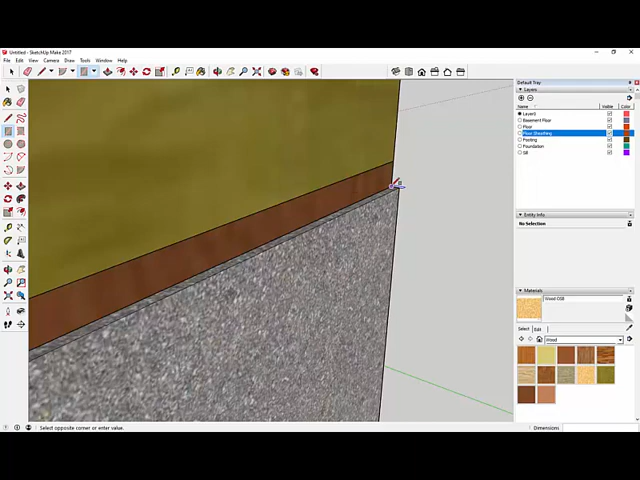 Untitled - SketchUp Make 2017
File Edit View Camera Draw Tools Window Help
Default Tray
Layers
Name Visible Color
Layer0
Basement Floor
Floor
Floor Sheathing
Footing
Foundation
Sill
Entity Info
No Selection
Materials
Wood OSB
Select Edit
Wood
Select opposite corner or enter value.
Dimensions